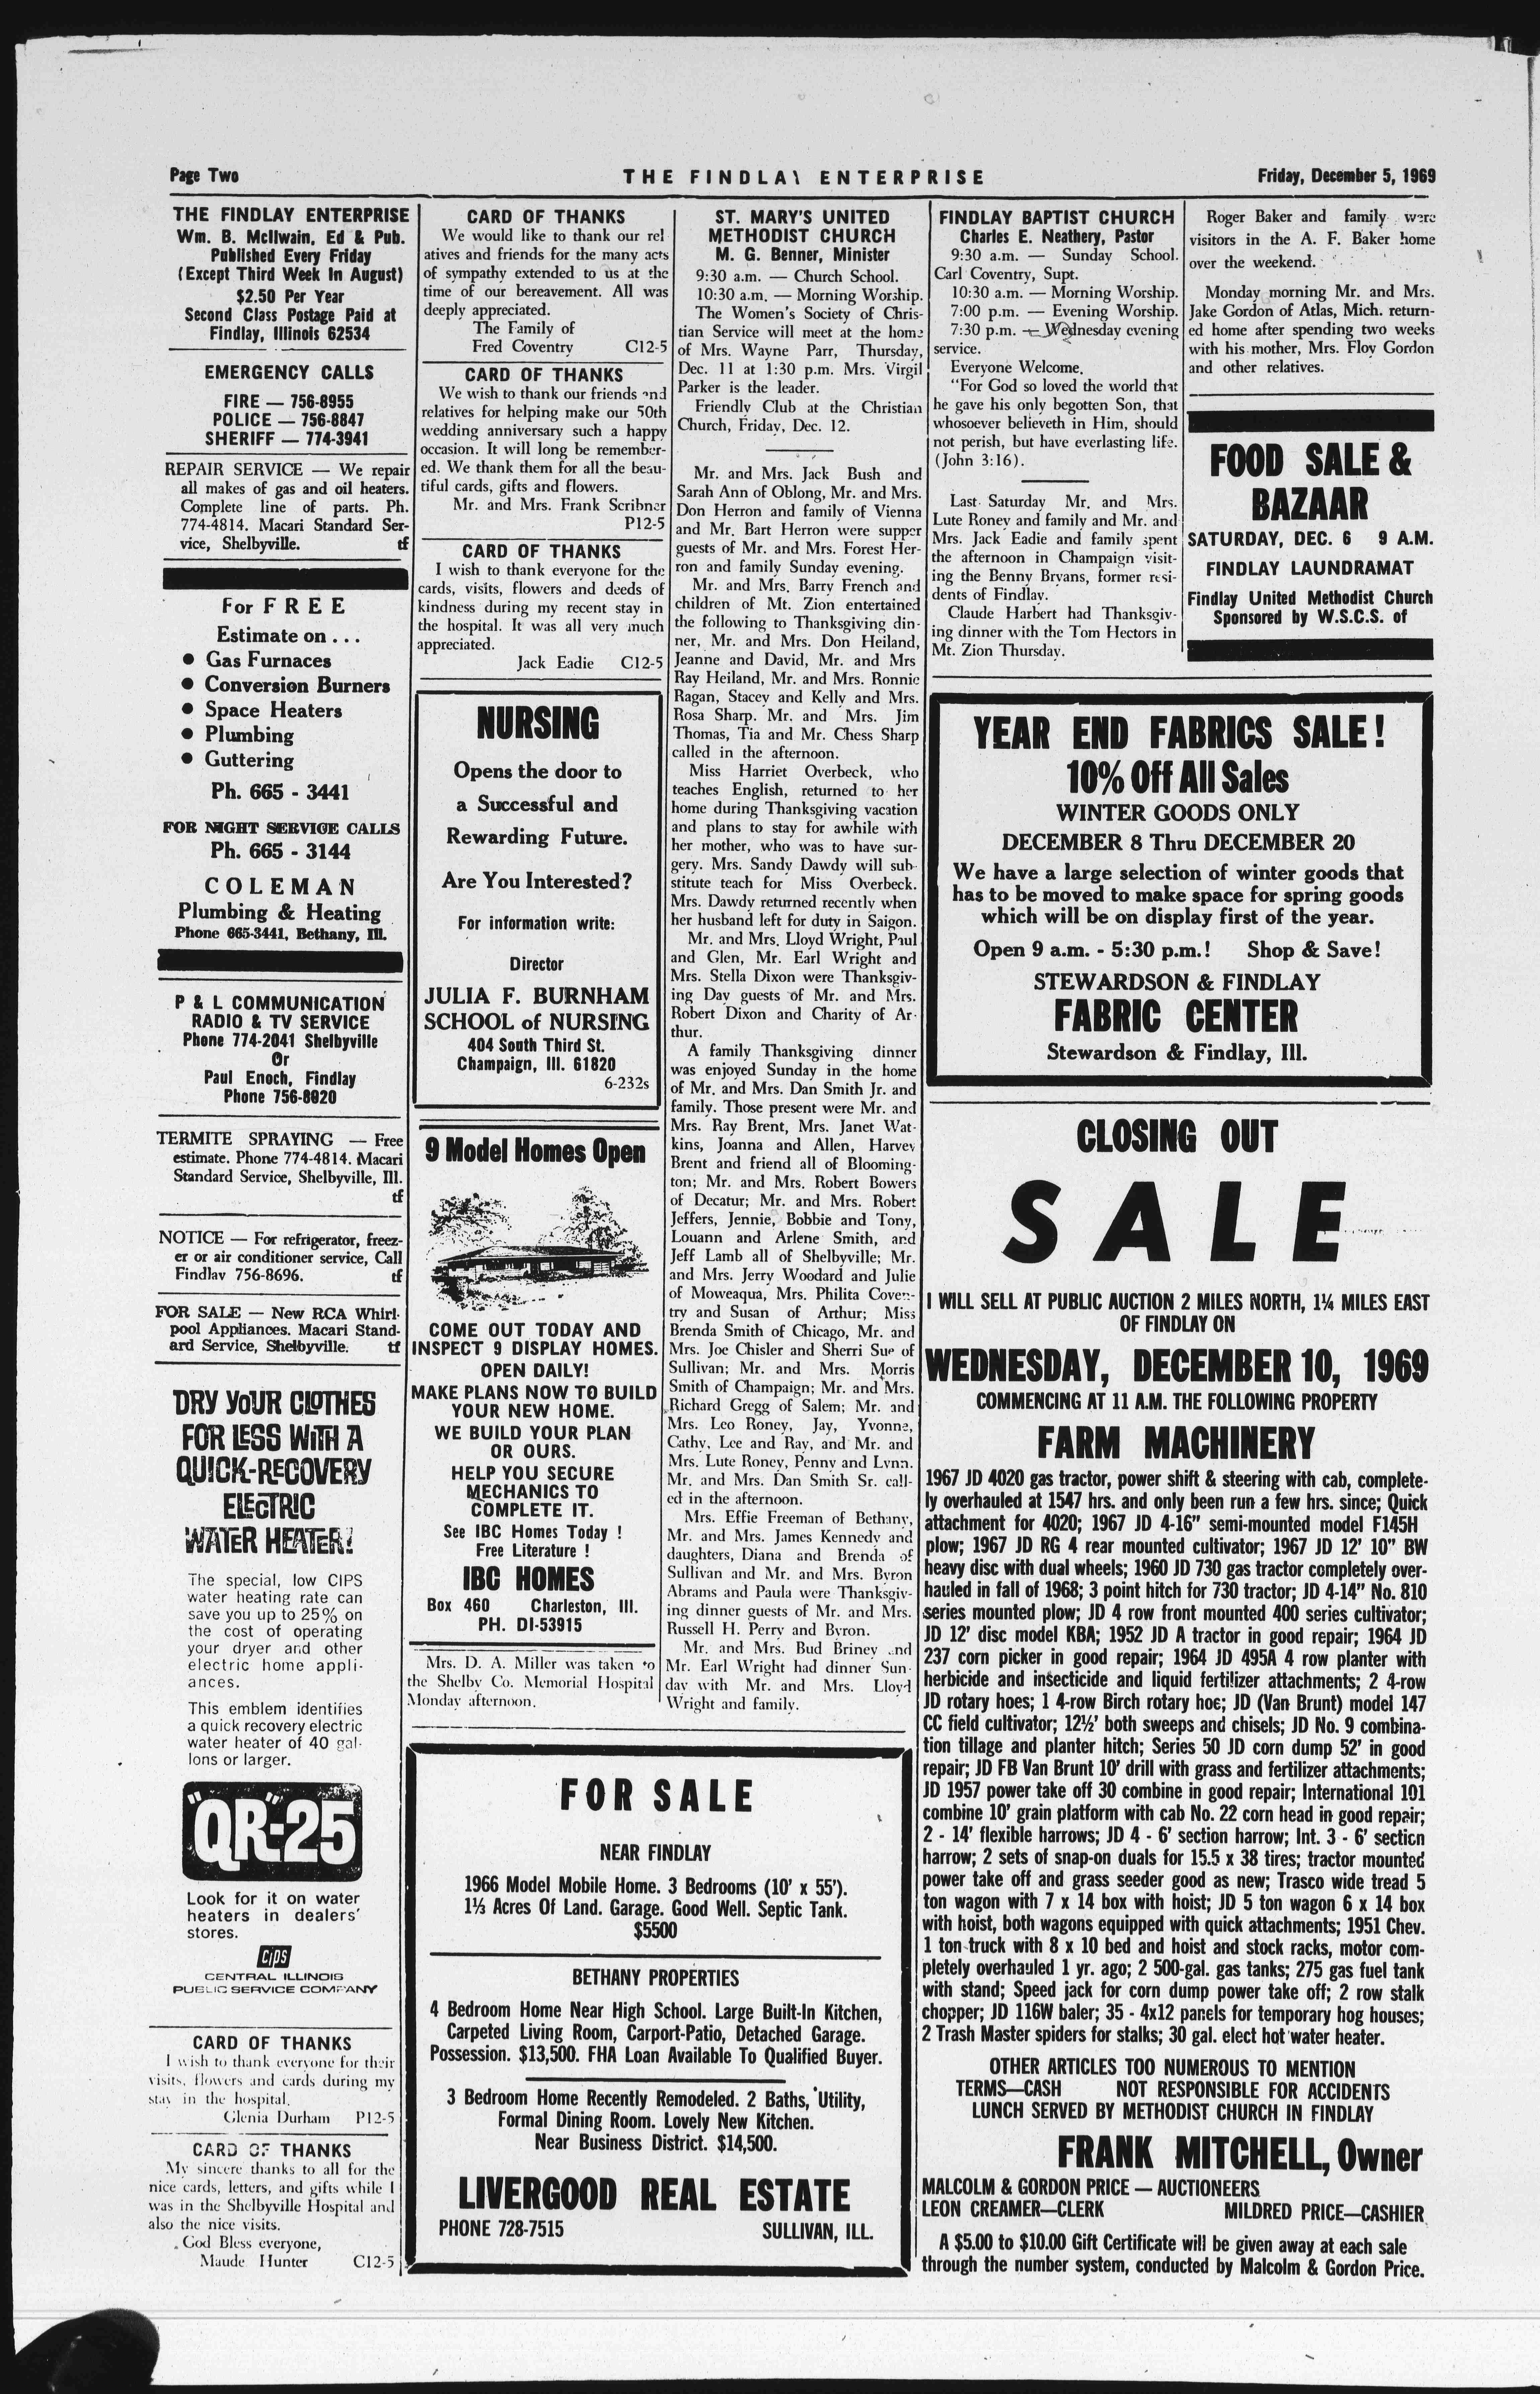 Page Two
THE FINDLAY ENTERPRISE
Friday, December 5, 1969
THE FINDLAY ENTERPRISE
Wm. B. McIlwain, Ed & Pub.
Published Every Friday
(Except Third Week In August)
$2.50 Per Year
Second Class Postage Paid at
Findlay, Illinois 62534
EMERGENCY CALLS
FIRE — 756-8955
POLICE — 756-8847
SHERIFF — 774-3941
REPAIR SERVICE — We repair
all makes of gas and oil heaters.
Complete line of parts. Ph.
774-4814. Macari Standard Ser-
vice, Shelbyville. tf
For FREE
Estimate on . . .
● Gas Furnaces
● Conversion Burners
● Space Heaters
● Plumbing
● Guttering
Ph. 665 - 3441
FOR NIGHT SERVICE CALLS
Ph. 665 - 3144
COLEMAN
Plumbing & Heating
Phone 665-3441, Bethany, Ill.
P & L COMMUNICATION
RADIO & TV SERVICE
Phone 774-2041 Shelbyville
Or
Paul Enoch, Findlay
Phone 756-8020
TERMITE SPRAYING — Free
estimate. Phone 774-4814. Macari
Standard Service, Shelbyville, Ill.
tf
NOTICE — For refrigerator, freez-
er or air conditioner service, Call
Findlay 756-8696. tf
FOR SALE — New RCA Whirl-
pool Appliances. Macari Stand-
ard Service, Shelbyville. tf
DRY YOUR CLOTHES
FOR LESS WITH A
QUICK-RECOVERY
ELECTRIC
WATER HEATER!
The special, low CIPS
water heating rate can
save you up to 25% on
the cost of operating
your dryer and other
electric home appli-
ances.
This emblem identifies
a quick recovery electric
water heater of 40 gal-
lons or larger.
"QR"-25
Look for it on water
heaters in dealers'
stores.
CIPS
CENTRAL ILLINOIS
PUBLIC SERVICE COMPANY
CARD OF THANKS
I wish to thank everyone for their
visits, flowers and cards during my
stay in the hospital.
Glenia Durham P12-5
CARD OF THANKS
My sincere thanks to all for the
nice cards, letters, and gifts while I
was in the Shelbyville Hospital and
also the nice visits.
God Bless everyone,
Maude Hunter C12-5
CARD OF THANKS
We would like to thank our rel
atives and friends for the many acts
of sympathy extended to us at the
time of our bereavement. All was
deeply appreciated.
The Family of
Fred Coventry C12-5
CARD OF THANKS
We wish to thank our friends and
relatives for helping make our 50th
wedding anniversary such a happy
occasion. It will long be remember-
ed. We thank them for all the beau-
tiful cards, gifts and flowers.
Mr. and Mrs. Frank Scribner
P12-5
CARD OF THANKS
I wish to thank everyone for the
cards, visits, flowers and deeds of
kindness during my recent stay in
the hospital. It was all very much
appreciated.
Jack Eadie C12-5
NURSING
Opens the door to
a Successful and
Rewarding Future.
Are You Interested?
For information write:
Director
JULIA F. BURNHAM
SCHOOL of NURSING
404 South Third St.
Champaign, Ill. 61820
6-232s
9 Model Homes Open
COME OUT TODAY AND
INSPECT 9 DISPLAY HOMES.
OPEN DAILY!
MAKE PLANS NOW TO BUILD
YOUR NEW HOME.
WE BUILD YOUR PLAN
OR OURS.
HELP YOU SECURE
MECHANICS TO
COMPLETE IT.
See IBC Homes Today !
Free Literature !
IBC HOMES
Box 460 Charleston, Ill.
PH. DI-53915
Mrs. D. A. Miller was taken to
the Shelby Co. Memorial Hospital
Monday afternoon.
ST. MARY'S UNITED
METHODIST CHURCH
M. G. Benner, Minister
9:30 a.m. — Church School.
10:30 a.m. — Morning Worship.
The Women's Society of Chris-
tian Service will meet at the home
of Mrs. Wayne Parr, Thursday,
Dec. 11 at 1:30 p.m. Mrs. Virgil
Parker is the leader.
Friendly Club at the Christian
Church, Friday, Dec. 12.
Mr. and Mrs. Jack Bush and
Sarah Ann of Oblong, Mr. and Mrs.
Don Herron and family of Vienna
and Mr. Bart Herron were supper
guests of Mr. and Mrs. Forest Her-
ron and family Sunday evening.
Mr. and Mrs. Barry French and
children of Mt. Zion entertained
the following to Thanksgiving din-
ner, Mr. and Mrs. Don Heiland,
Jeanne and David, Mr. and Mrs
Ray Heiland, Mr. and Mrs. Ronnie
Ragan, Stacey and Kelly and Mrs.
Rosa Sharp. Mr. and Mrs. Jim
Thomas, Tia and Mr. Chess Sharp
called in the afternoon.
Miss Harriet Overbeck, who
teaches English, returned to her
home during Thanksgiving vacation
and plans to stay for awhile with
her mother, who was to have sur-
gery. Mrs. Sandy Dawdy will sub-
stitute teach for Miss Overbeck.
Mrs. Dawdy returned recently when
her husband left for duty in Saigon.
Mr. and Mrs. Lloyd Wright, Paul
and Glen, Mr. Earl Wright and
Mrs. Stella Dixon were Thanksgiv-
ing Day guests of Mr. and Mrs.
Robert Dixon and Charity of Ar-
thur.
A family Thanksgiving dinner
was enjoyed Sunday in the home
of Mr. and Mrs. Dan Smith Jr. and
family. Those present were Mr. and
Mrs. Ray Brent, Mrs. Janet Wat-
kins, Joanna and Allen, Harvey
Brent and friend all of Blooming-
ton; Mr. and Mrs. Robert Bowers
of Decatur; Mr. and Mrs. Robert
Jeffers, Jennie, Bobbie and Tony,
Louann and Arlene Smith, and
Jeff Lamb all of Shelbyville; Mr.
and Mrs. Jerry Woodard and Julie
of Moweaqua, Mrs. Philita Coven-
try and Susan of Arthur; Miss
Brenda Smith of Chicago, Mr. and
Mrs. Joe Chisler and Sherri Sue of
Sullivan; Mr. and Mrs. Morris
Smith of Champaign; Mr. and Mrs.
Richard Gregg of Salem; Mr. and
Mrs. Leo Roney, Jay, Yvonne,
Cathy, Lee and Ray, and Mr. and
Mrs. Lute Roney, Penny and Lynn.
Mr. and Mrs. Dan Smith Sr. call-
ed in the afternoon.
Mrs. Effie Freeman of Bethany,
Mr. and Mrs. James Kennedy and
daughters, Diana and Brenda of
Sullivan and Mr. and Mrs. Byron
Abrams and Paula were Thanksgiv-
ing dinner guests of Mr. and Mrs.
Russell H. Perry and Byron.
Mr. and Mrs. Bud Briney and
Mr. Earl Wright had dinner Sun-
day with Mr. and Mrs. Lloyd
Wright and family.
FOR SALE
NEAR FINDLAY
1966 Model Mobile Home. 3 Bedrooms (10' x 55').
1⅓ Acres Of Land. Garage. Good Well. Septic Tank.
$5500
BETHANY PROPERTIES
4 Bedroom Home Near High School. Large Built-In Kitchen,
Carpeted Living Room, Carport-Patio, Detached Garage.
Possession. $13,500. FHA Loan Available To Qualified Buyer.
3 Bedroom Home Recently Remodeled. 2 Baths, Utility,
Formal Dining Room. Lovely New Kitchen.
Near Business District. $14,500.
LIVERGOOD REAL ESTATE
PHONE 728-7515 SULLIVAN, ILL.
FINDLAY BAPTIST CHURCH
Charles E. Neathery, Pastor
9:30 a.m. — Sunday School.
Carl Coventry, Supt.
10:30 a.m. — Morning Worship.
7:00 p.m. — Evening Worship.
7:30 p.m. — Wednesday evening
service.
Everyone Welcome.
"For God so loved the world that
he gave his only begotten Son, that
whosoever believeth in Him, should
not perish, but have everlasting life.
(John 3:16).
Last Saturday Mr. and Mrs.
Lute Roney and family and Mr. and
Mrs. Jack Eadie and family spent
the afternoon in Champaign visit-
ing the Benny Bryans, former resi-
dents of Findlay.
Claude Harbert had Thanksgiv-
ing dinner with the Tom Hectors in
Mt. Zion Thursday.
Roger Baker and family were
visitors in the A. F. Baker home
over the weekend.
Monday morning Mr. and Mrs.
Jake Gordon of Atlas, Mich. return-
ed home after spending two weeks
with his mother, Mrs. Floy Gordon
and other relatives.
FOOD SALE &
BAZAAR
SATURDAY, DEC. 6 9 A.M.
FINDLAY LAUNDRAMAT
Findlay United Methodist Church
Sponsored by W.S.C.S. of
YEAR END FABRICS SALE!
10% Off All Sales
WINTER GOODS ONLY
DECEMBER 8 Thru DECEMBER 20
We have a large selection of winter goods that
has to be moved to make space for spring goods
which will be on display first of the year.
Open 9 a.m. - 5:30 p.m.! Shop & Save!
STEWARDSON & FINDLAY
FABRIC CENTER
Stewardson & Findlay, Ill.
CLOSING OUT
SALE
I WILL SELL AT PUBLIC AUCTION 2 MILES NORTH, 1¼ MILES EAST
OF FINDLAY ON
WEDNESDAY, DECEMBER 10, 1969
COMMENCING AT 11 A.M. THE FOLLOWING PROPERTY
FARM MACHINERY
1967 JD 4020 gas tractor, power shift & steering with cab, complete-
ly overhauled at 1547 hrs. and only been run a few hrs. since; Quick
attachment for 4020; 1967 JD 4-16" semi-mounted model F145H
plow; 1967 JD RG 4 rear mounted cultivator; 1967 JD 12' 10" BW
heavy disc with dual wheels; 1960 JD 730 gas tractor completely over-
hauled in fall of 1968; 3 point hitch for 730 tractor; JD 4-14" No. 810
series mounted plow; JD 4 row front mounted 400 series cultivator;
JD 12' disc model KBA; 1952 JD A tractor in good repair; 1964 JD
237 corn picker in good repair; 1964 JD 495A 4 row planter with
herbicide and insecticide and liquid fertilizer attachments; 2 4-row
JD rotary hoes; 1 4-row Birch rotary hoe; JD (Van Brunt) model 147
CC field cultivator; 12½' both sweeps and chisels; JD No. 9 combina-
tion tillage and planter hitch; Series 50 JD corn dump 52' in good
repair; JD FB Van Brunt 10' drill with grass and fertilizer attachments;
JD 1957 power take off 30 combine in good repair; International 101
combine 10' grain platform with cab No. 22 corn head in good repair;
2 - 14' flexible harrows; JD 4 - 6' section harrow; Int. 3 - 6' section
harrow; 2 sets of snap-on duals for 15.5 x 38 tires; tractor mounted
power take off and grass seeder good as new; Trasco wide tread 5
ton wagon with 7 x 14 box with hoist; JD 5 ton wagon 6 x 14 box
with hoist, both wagons equipped with quick attachments; 1951 Chev.
1 ton truck with 8 x 10 bed and hoist and stock racks, motor com-
pletely overhauled 1 yr. ago; 2 500-gal. gas tanks; 275 gas fuel tank
with stand; Speed jack for corn dump power take off; 2 row stalk
chopper; JD 116W baler; 35 - 4x12 panels for temporary hog houses;
2 Trash Master spiders for stalks; 30 gal. elect hot water heater.
OTHER ARTICLES TOO NUMEROUS TO MENTION
TERMS—CASH NOT RESPONSIBLE FOR ACCIDENTS
LUNCH SERVED BY METHODIST CHURCH IN FINDLAY
FRANK MITCHELL, Owner
MALCOLM & GORDON PRICE — AUCTIONEERS
LEON CREAMER—CLERK MILDRED PRICE—CASHIER
A $5.00 to $10.00 Gift Certificate will be given away at each sale
through the number system, conducted by Malcolm & Gordon Price.